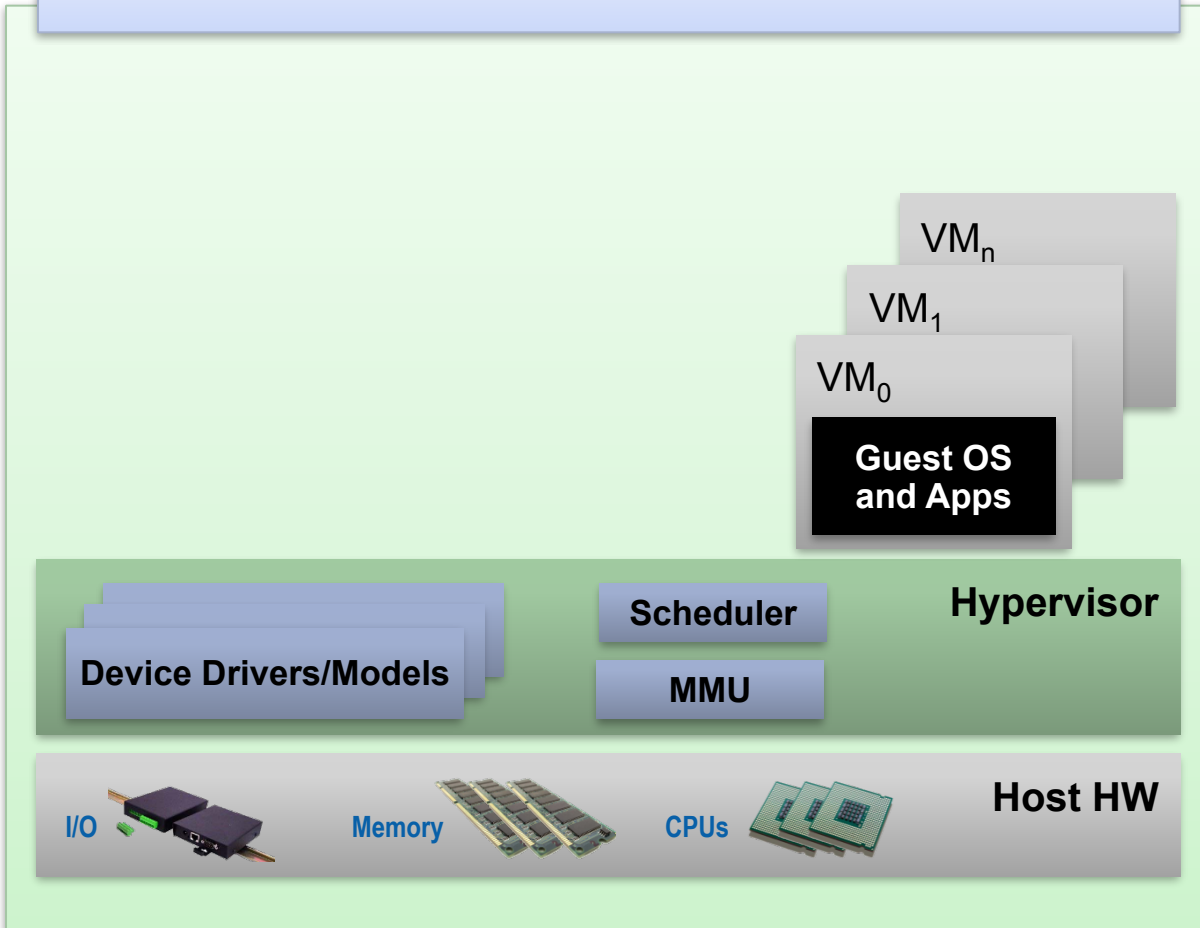 VMn
VM1
VM0
Guest OS
and Apps
Hypervisor
Scheduler
Device Drivers/Models
MMU
Host HW
I/O
Memory
CPUs